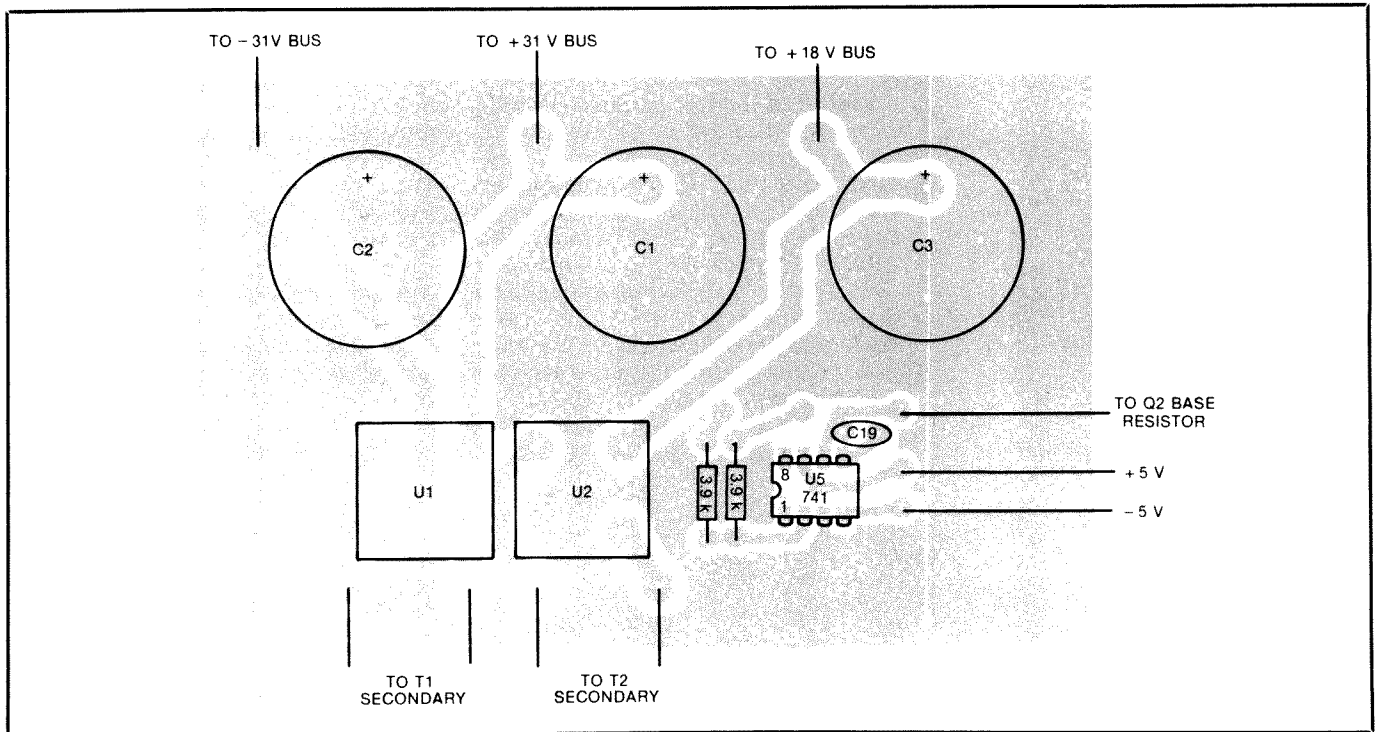 TO – 31V BUS
TO +31 V BUS
TO +18 V BUS
+
C2
+
C1
+
C3
TO Q2 BASE
RESISTOR
C19
+5 V
–5 V
U1
U2
3.9 k
3.9 k
8 U5
741
1
TO T1
SECONDARY
TO T2
SECONDARY